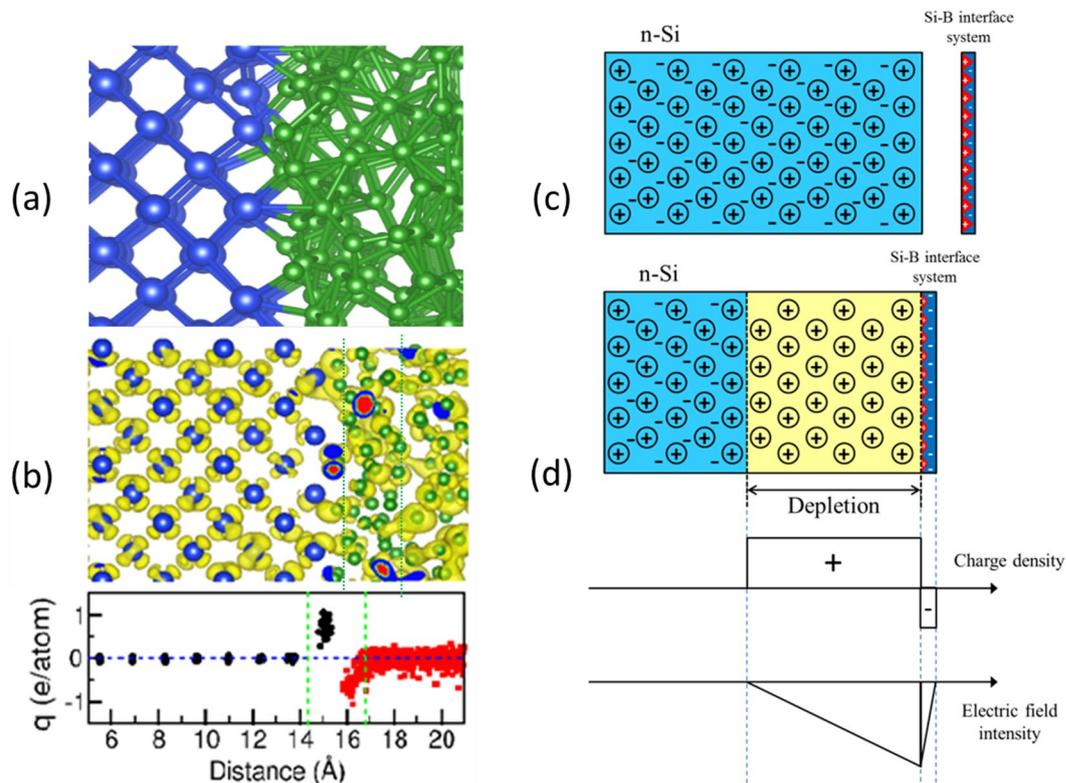 (a)
(b)
q (e/atom)
1
0
-1
6 8 10 12 14 16 18 20
Distance (Å)
(c)
n-Si
Si-B interface
system
(d)
n-Si
Si-B interface
system
Depletion
+
Charge density
-
Electric field
intensity